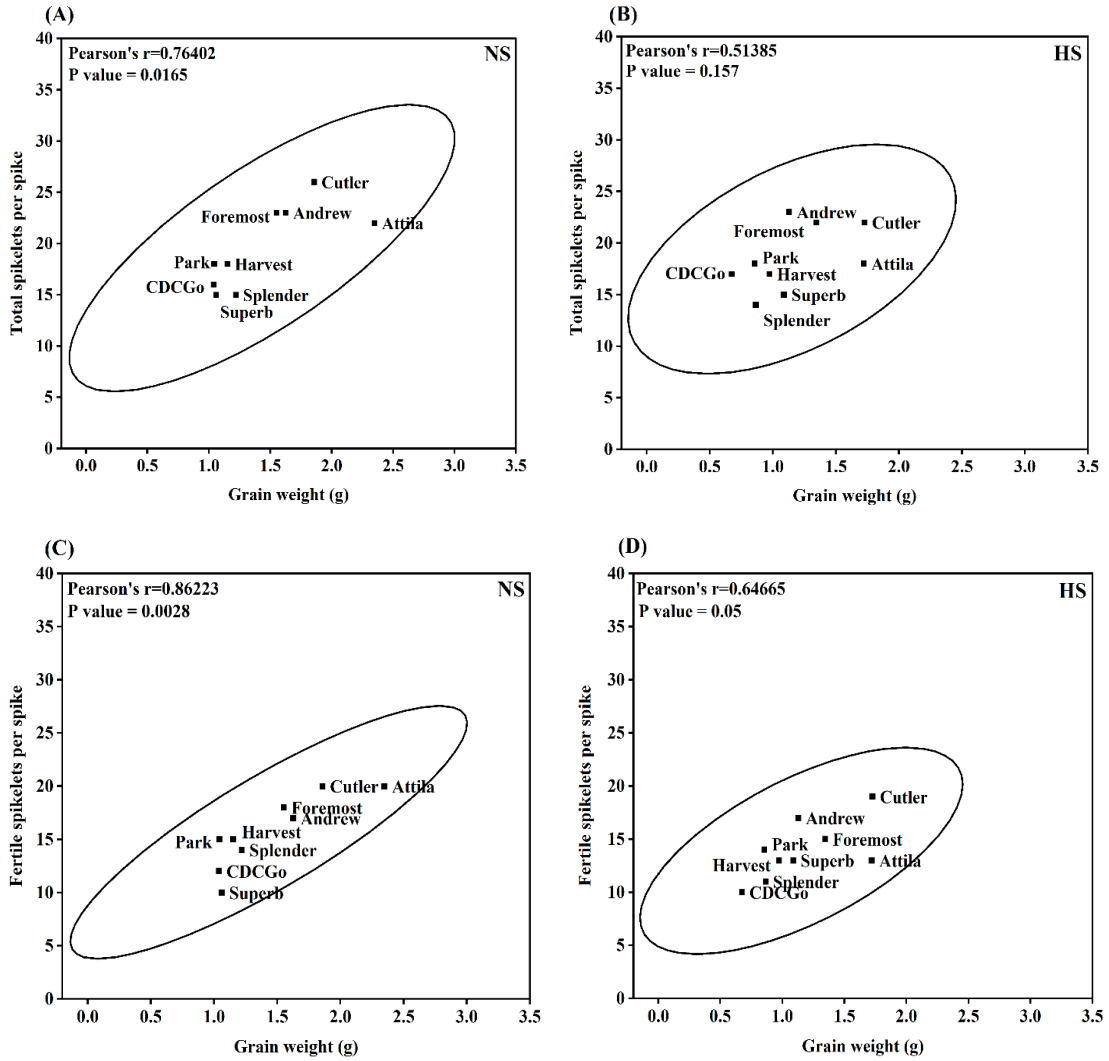 (A)
Pearson's r=0.76402
P value = 0.0165
NS
Total spikelets per spike
40
35
30
25
20
15
10
5
0
Cutler
Foremost
Andrew
Attila
Park
Harvest
CDCGo
Splender
Superb
0.0 0.5 1.0 1.5 2.0 2.5 3.0 3.5
Grain weight (g)
(B)
Pearson's r=0.51385
P value = 0.157
HS
Total spikelets per spike
40
35
30
25
20
15
10
5
0
Andrew
Foremost
Cutler
Park
Attila
CDCGo
Harvest
Superb
Splender
0.0 0.5 1.0 1.5 2.0 2.5 3.0 3.5
Grain weight (g)
(C)
Pearson's r=0.86223
P value = 0.0028
NS
Fertile spikelets per spike
40
35
30
25
20
15
10
5
0
Cutler
Attila
Foremost
Andrew
Park
Harvest
Splender
CDCGo
Superb
0.0 0.5 1.0 1.5 2.0 2.5 3.0 3.5
Grain weight (g)
(D)
Pearson's r=0.64665
P value = 0.05
HS
Fertile spikelets per spike
40
35
30
25
20
15
10
5
0
Cutler
Andrew
Foremost
Park
Harvest
Superb
Attila
Splender
CDCGo
0.0 0.5 1.0 1.5 2.0 2.5 3.0 3.5
Grain weight (g)